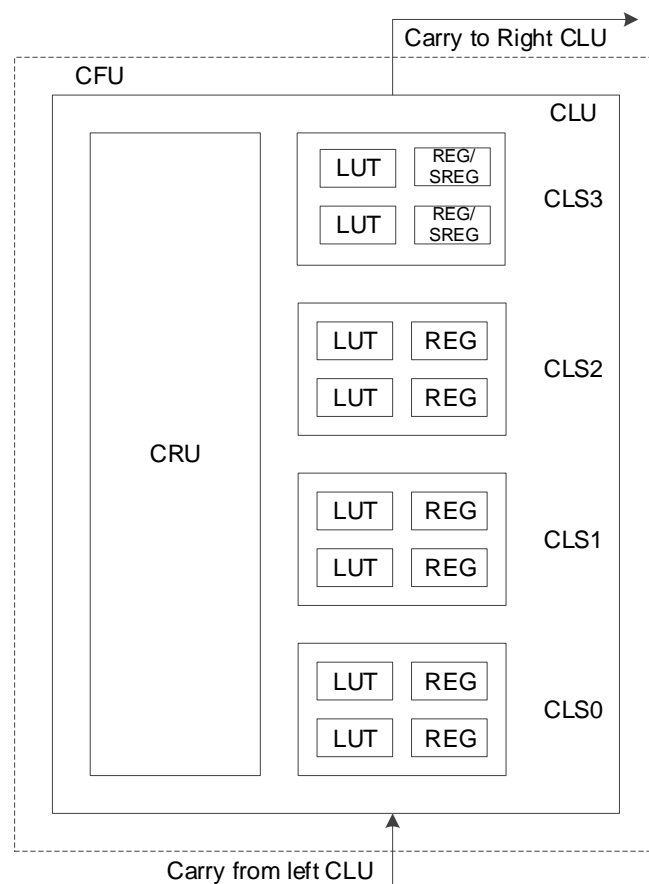 Carry to Right CLU
CFU
CLU
LUT REG/
SREG
CLS3
LUT REG/
SREG
LUT REG
CLS2
LUT REG
CRU
LUT REG
CLS1
LUT REG
LUT REG
CLS0
LUT REG
Carry from left CLU